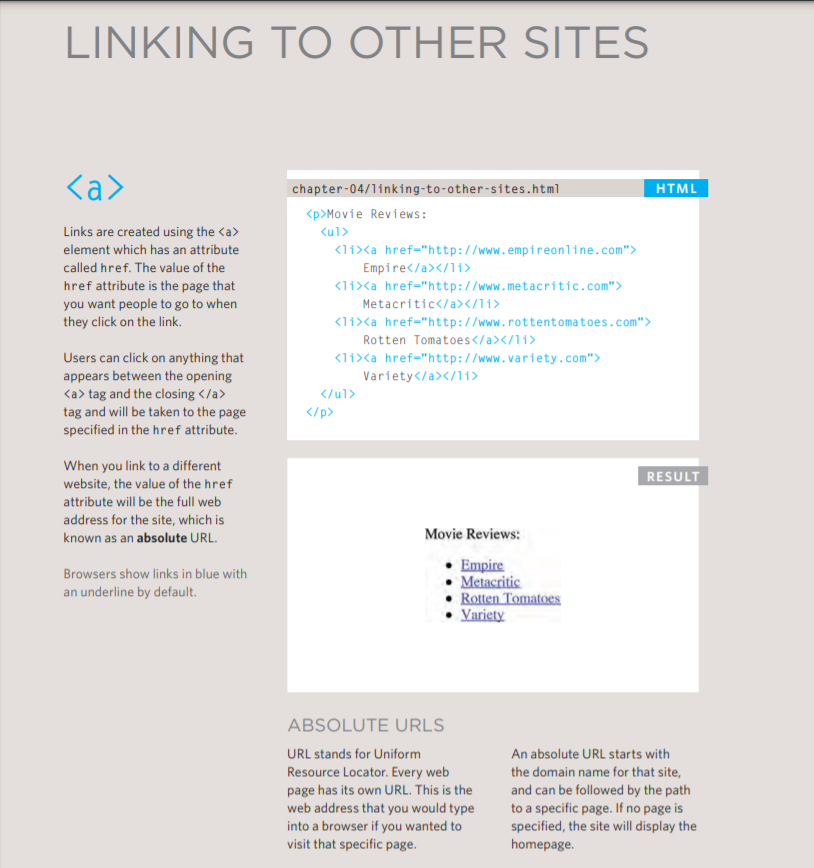 LINKING TO OTHER SITES
<a>
Links are created using the <a>
element which has an attribute
called href. The value of the
href attribute is the page that
you want people to go to when
they click on the link.
Users can click on anything that
appears between the opening
<a> tag and the closing </a>
tag and will be taken to the page
specified in the href attribute.
When you link to a different
website, the value of the href
attribute will be the full web
address for the site, which is
known as an absolute URL.
Browsers show links in blue with
an underline by default.
chapter-04/linking-to-other-sites.html HTML
<p>Movie Reviews:
<ul>
<li><a href="http://www.empireonline.com">
Empire</a></li>
<li><a href="http://www.metacritic.com">
Metacritic</a></li>
<li><a href="http://www.rottentomatoes.com">
Rotten Tomatoes</a></li>
<li><a href="http://www.variety.com">
Variety</a></li>
</ul>
</p>
RESULT
Movie Reviews:
• Empire
• Metacritic
• Rotten Tomatoes
• Variety
ABSOLUTE URLS
URL stands for Uniform
Resource Locator. Every web
page has its own URL. This is the
web address that you would type
into a browser if you wanted to
visit that specific page.
An absolute URL starts with
the domain name for that site,
and can be followed by the path
to a specific page. If no page is
specified, the site will display the
homepage.